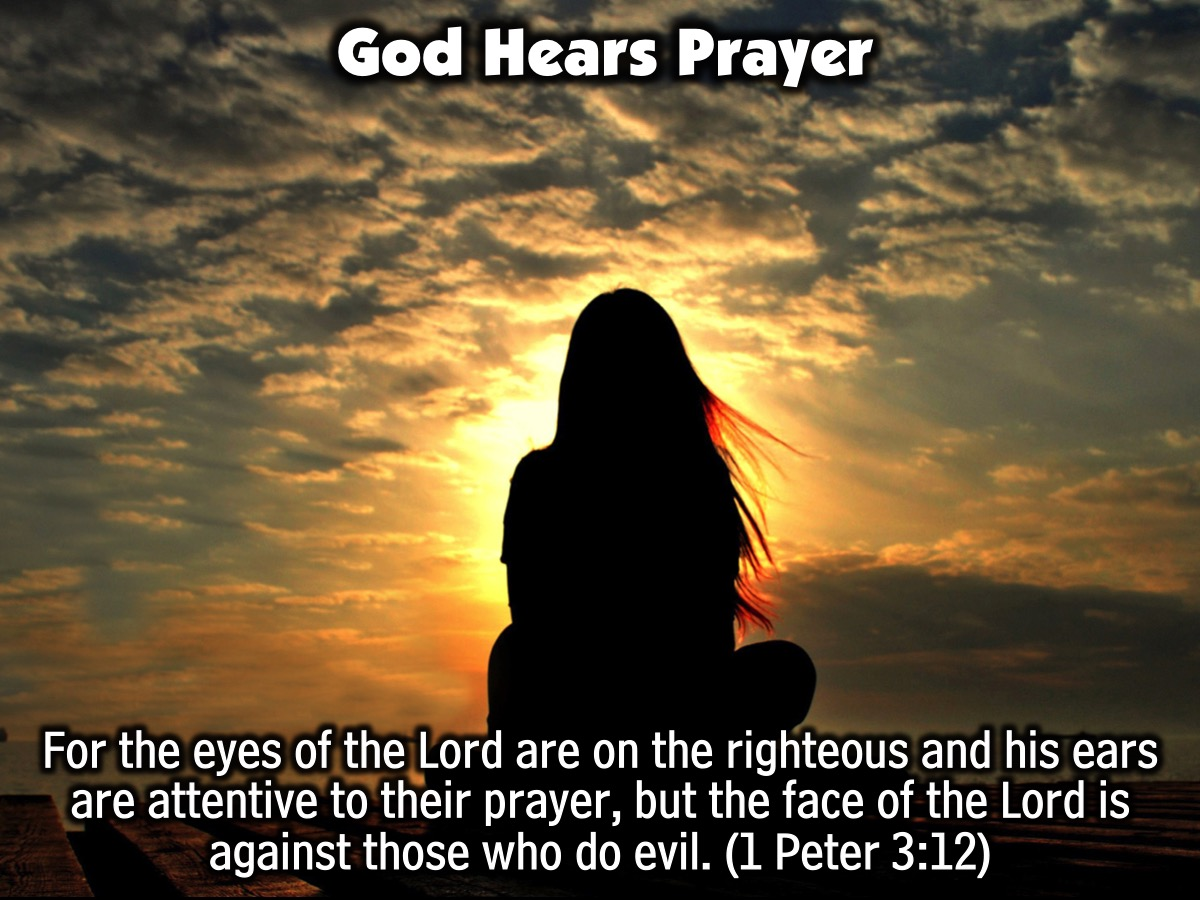 God Hears Prayer
For the eyes of the Lord are on the righteous and his ears
are attentive to their prayer, but the face of the Lord is
against those who do evil. (1 Peter 3:12)